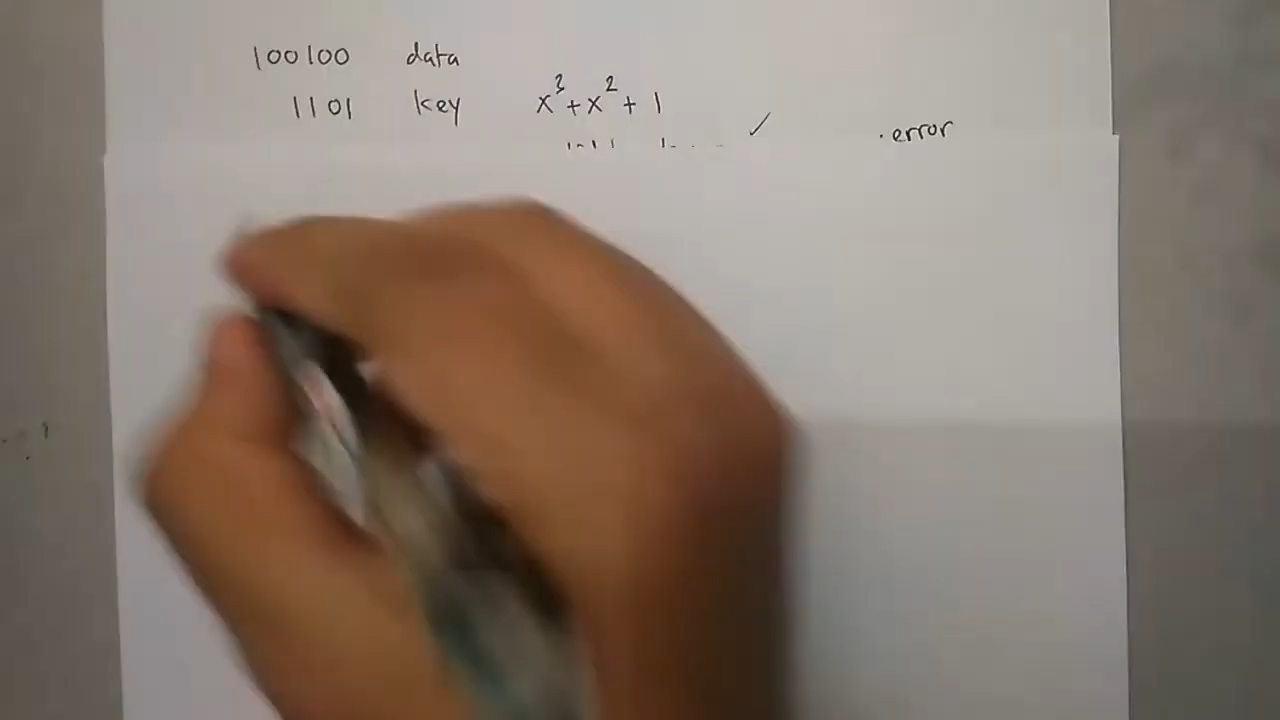 100100 data
1101 key x³+x²+1
✓ .error